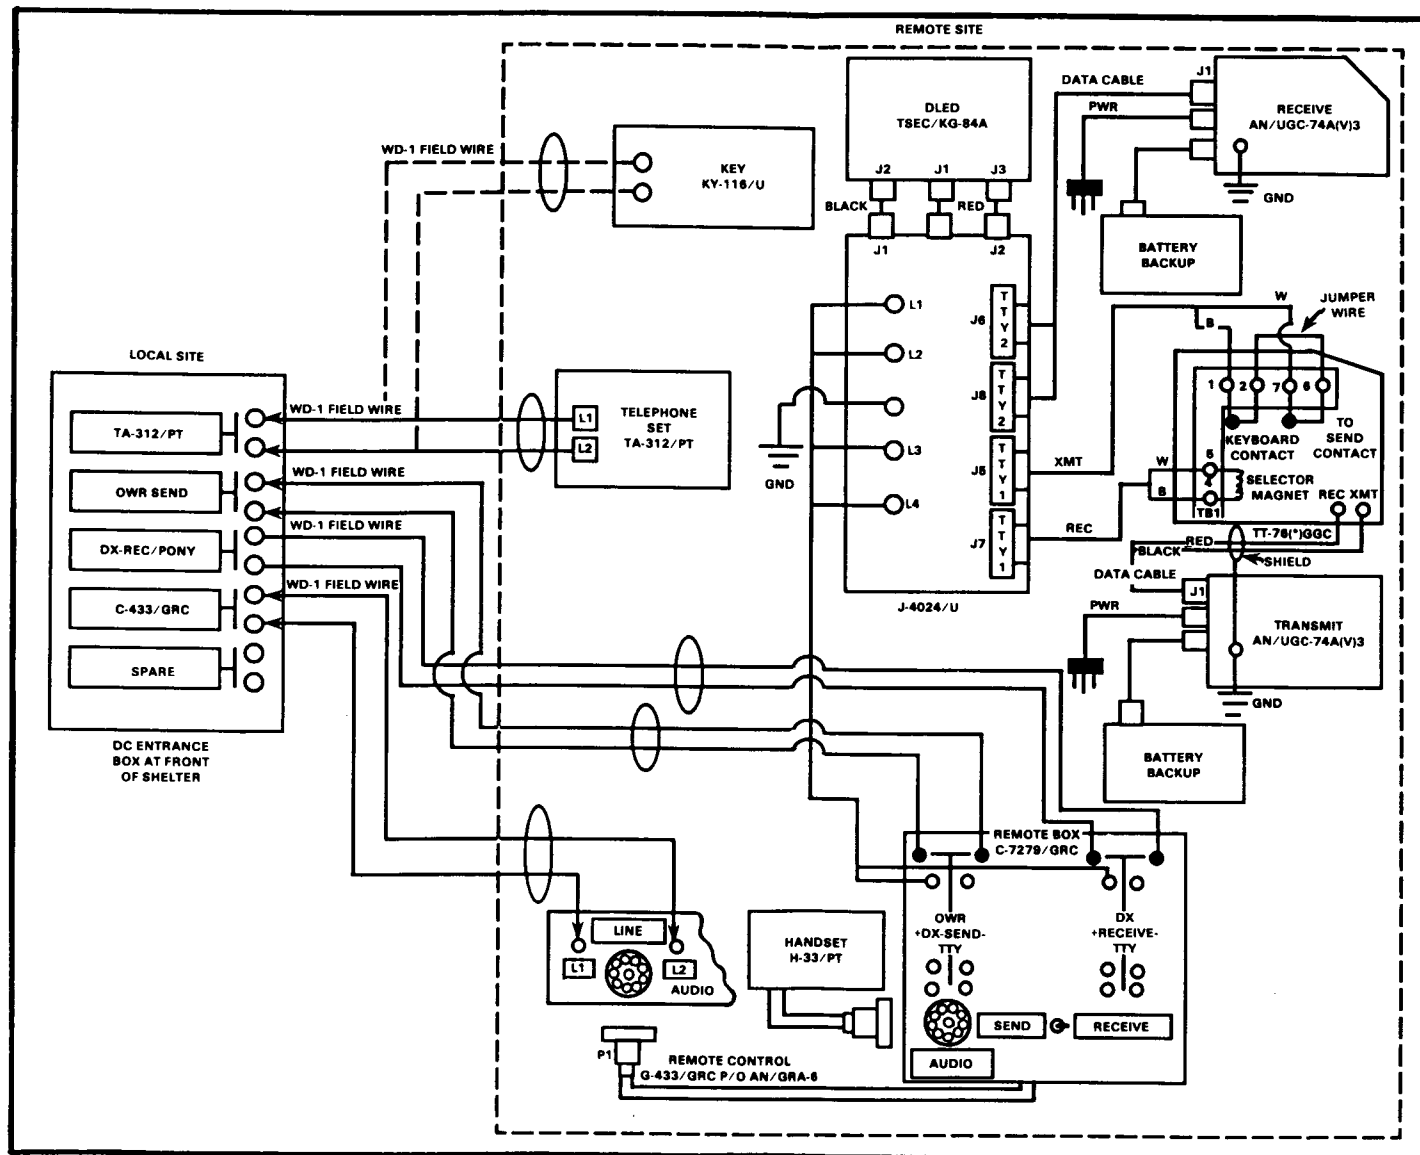 REMOTE SITE
DLED
TSEC/KG-84A
J2
J1
J3
BLACK
RED
J1
J2
DATA CABLE
PWR
J1
RECEIVE
AN/UGC-74A(V)3
GND
BATTERY
BACKUP
WD-1 FIELD WIRE
KEY
KY-116/U
LOCAL SITE
TA-312/PT
OWR SEND
DX-REC/PONY
C-433/GRC
SPARE
DC ENTRANCE
BOX AT FRONT
OF SHELTER
WD-1 FIELD WIRE
WD-1 FIELD WIRE
WD-1 FIELD WIRE
WD-1 FIELD WIRE
L1
L2
TELEPHONE
SET
TA-312/PT
L1
L2
L3
L4
GND
J6
TTY2
J8
TTY2
J5
TTY1
J7
TTY1
J-4024/U
XMT
REC
W
B
JUMPER
WIRE
1
2
7
6
KEYBOARD
CONTACT
TO
SEND
CONTACT
W
B
5
4
TB1
SELECTOR
MAGNET
REC XMT
TT-76(*)GGC
RED
BLACK
SHIELD
DATA CABLE
PWR
J1
TRANSMIT
AN/UGC-74A(V)3
GND
BATTERY
BACKUP
REMOTE BOX
C-7279/GRC
OWR
+DX-SEND-
TTY
DX
+RECEIVE-
TTY
SEND
RECEIVE
AUDIO
HANDSET
H-33/PT
LINE
L1
L2
AUDIO
P1
REMOTE CONTROL
G-433/GRC P/O AN/GRA-6